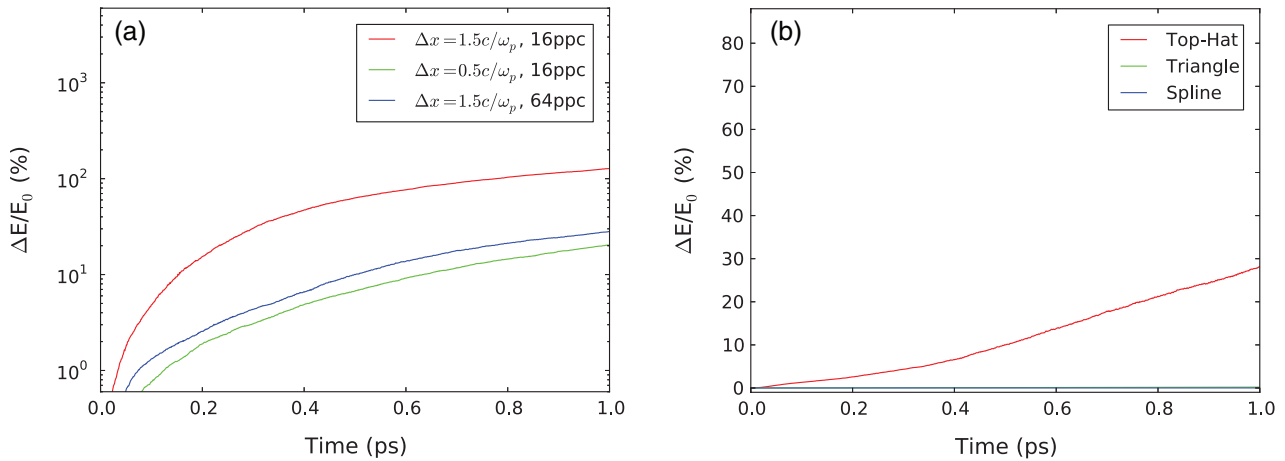 (a)
Δx=1.5c/ω_p, 16ppc
Δx=0.5c/ω_p, 16ppc
Δx=1.5c/ω_p, 64ppc
ΔE/E₀ (%)
10³
10²
10¹
10⁰
0.0 0.2 0.4 0.6 0.8 1.0
Time (ps)
(b)
Top-Hat
Triangle
Spline
ΔE/E₀ (%)
80
70
60
50
40
30
20
10
0
0.0 0.2 0.4 0.6 0.8 1.0
Time (ps)